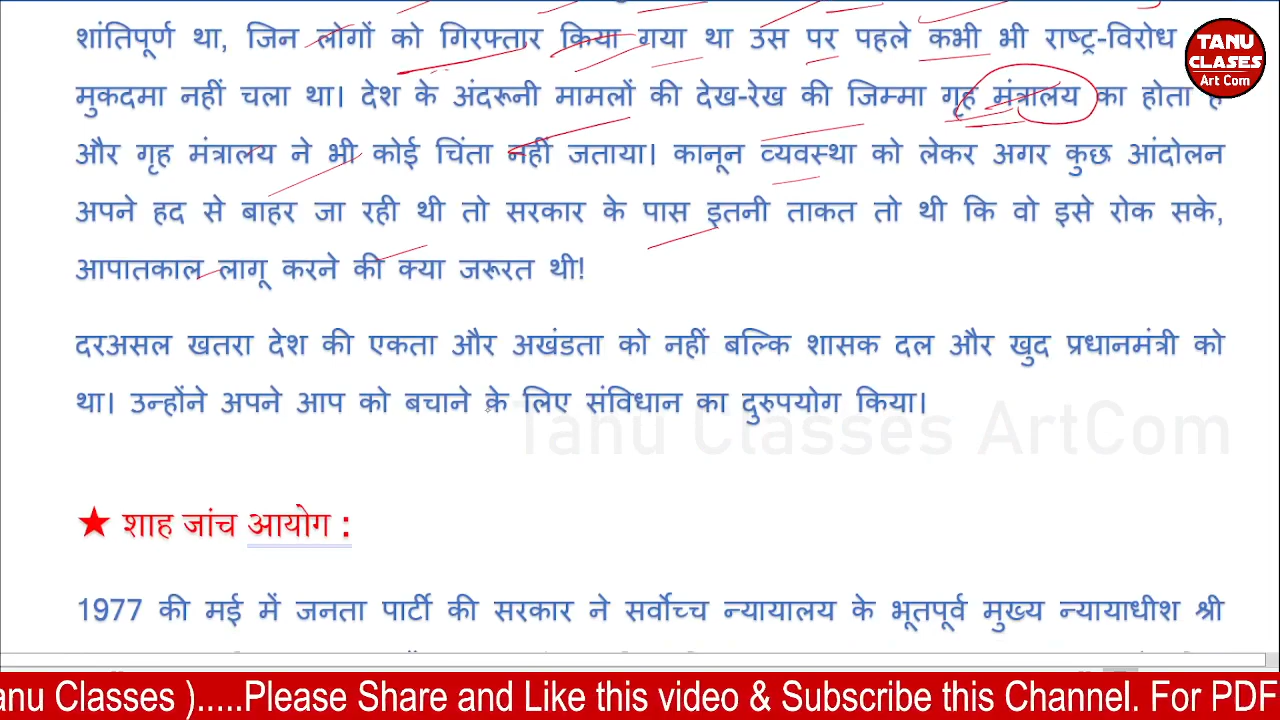 TANU
CLASES
Art Com
शांतिपूर्ण था, जिन लोगों को गिरफ्तार किया गया था उस पर पहले कभी भी राष्ट्र-विरोध
मुकदमा नहीं चला था। देश के अंदरूनी मामलों की देख-रेख की जिम्मा गृह मंत्रालय का होता है
और गृह मंत्रालय ने भी कोई चिंता नहीं जताया। कानून व्यवस्था को लेकर अगर कुछ आंदोलन
अपने हद से बाहर जा रही थी तो सरकार के पास इतनी ताकत तो थी कि वो इसे रोक सके,
आपातकाल लागू करने की क्या जरूरत थी!
दरअसल खतरा देश की एकता और अखंडता को नहीं बल्कि शासक दल और खुद प्रधानमंत्री को
था। उन्होंने अपने आप को बचाने के लिए संविधान का दुरुपयोग किया।
Tanu Classes ArtCom
★ शाह जांच आयोग :
1977 की मई में जनता पार्टी की सरकार ने सर्वोच्च न्यायालय के भूतपूर्व मुख्य न्यायाधीश श्री
anu Classes ).....Please Share and Like this video & Subscribe this Channel. For PDF